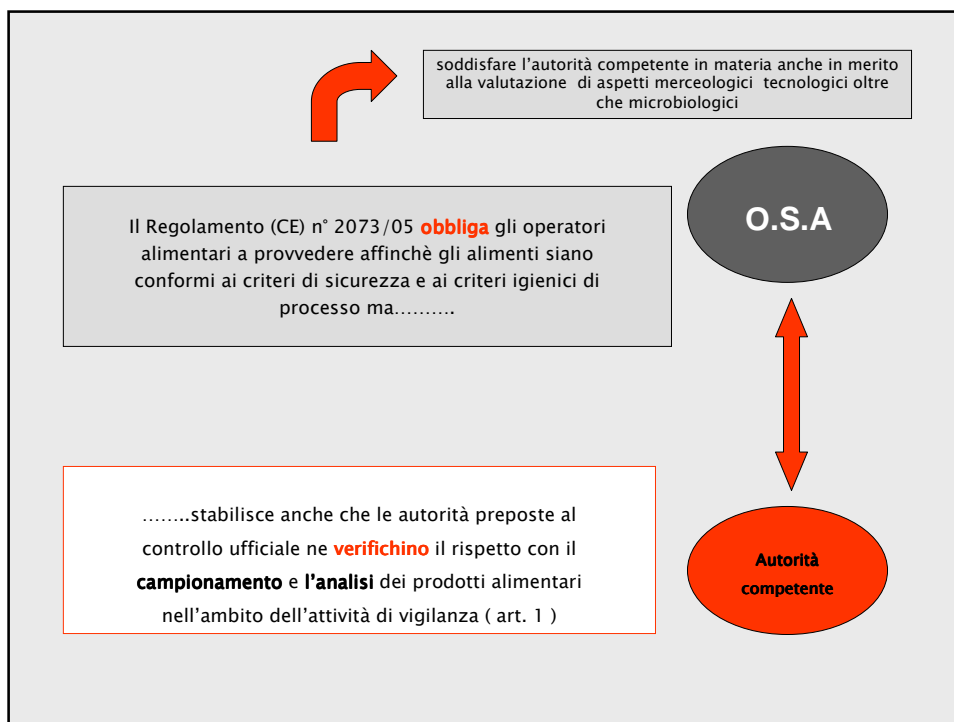 soddisfare l'autorità competente in materia anche in merito
alla valutazione di aspetti merceologici tecnologici oltre
che microbiologici
O.S.A
Il Regolamento (CE) n° 2073/05 obbliga gli operatori
alimentari a provvedere affinchè gli alimenti siano
conformi ai criteri di sicurezza e ai criteri igienici di
processo ma……….
……..stabilisce anche che le autorità preposte al
controllo ufficiale ne verifichino il rispetto con il
campionamento e l'analisi dei prodotti alimentari
nell'ambito dell'attività di vigilanza ( art. 1 )
Autorità
competente